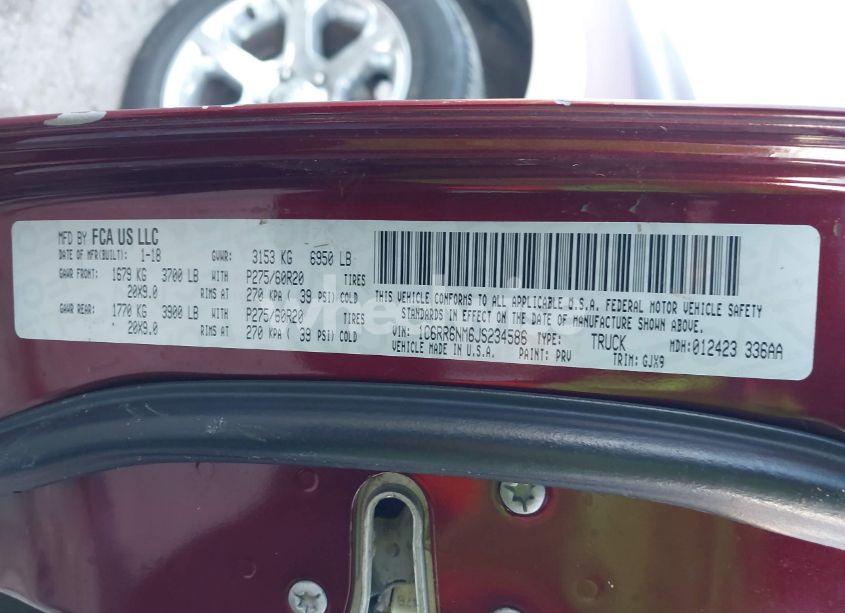 MFD BY FCA US LLC
DATE OF MFR(BUILT): 1-18 GVWR: 3153 KG 6950 LB
GAWR FRONT: 1679 KG 3700 LB WITH P275/60R20 TIRES
20X9.0 RIMS AT 270 KPA ( 39 PSI) COLD
GAWR REAR: 1770 KG 3900 LB WITH P275/60R20 TIRES
20X9.0 RIMS AT 270 KPA ( 39 PSI) COLD
THIS VEHICLE CONFORMS TO ALL APPLICABLE U.S.A. FEDERAL MOTOR VEHICLE SAFETY
STANDARDS IN EFFECT ON THE DATE OF MANUFACTURE SHOWN ABOVE.
VIN: 1C6RR6NM6JS234586 TYPE: TRUCK MDH:012423 336AA
VEHICLE MADE IN U.S.A. PAINT: PRV TRIM: GJX9